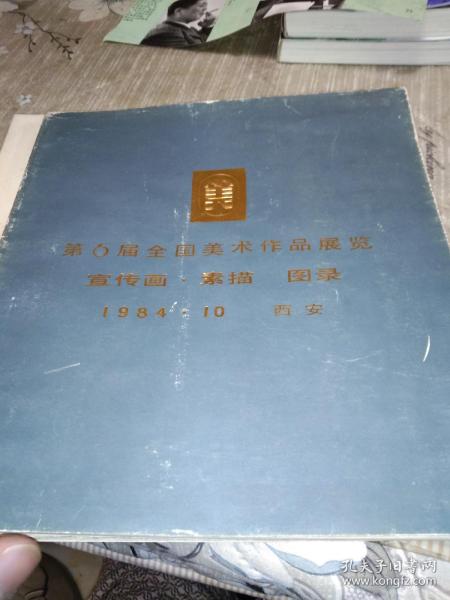 第6届全国美术作品展览
宣传画·素描 图录
1984·10 西安
孔夫子旧书网
www.kongfz.com